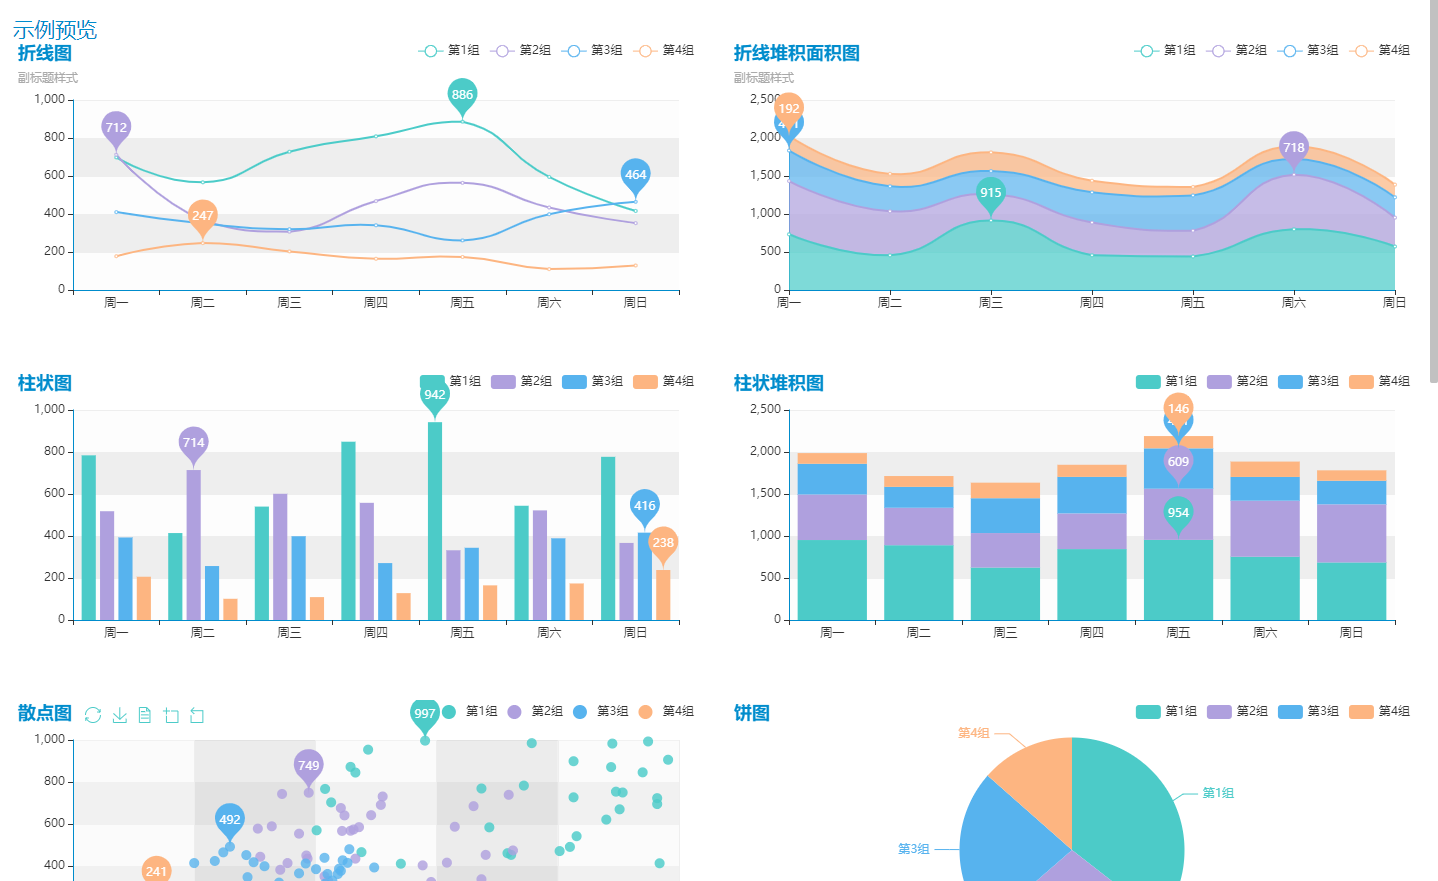 示例预览
折线图
副标题样式
第1组 第2组 第3组 第4组
1,000
800
600
400
200
0
712
886
464
247
周一 周二 周三 周四 周五 周六 周日
折线堆积面积图
副标题样式
第1组 第2组 第3组 第4组
2,000
1,500
1,000
500
0
192
718
915
周一 周二 周三 周四 周五 周六 周日
柱状图
第1组 第2组 第3组 第4组
1,000
800
600
400
200
0
942
714
416
238
周一 周二 周三 周四 周五 周六 周日
柱状堆积图
第1组 第2组 第3组 第4组
2,500
2,000
1,500
1,000
500
0
146
609
954
周一 周二 周三 周四 周五 周六 周日
散点图
第1组 第2组 第3组 第4组
1,000
800
600
400
997
749
492
241
饼图
第1组 第2组 第3组 第4组
第4组
第1组
第3组